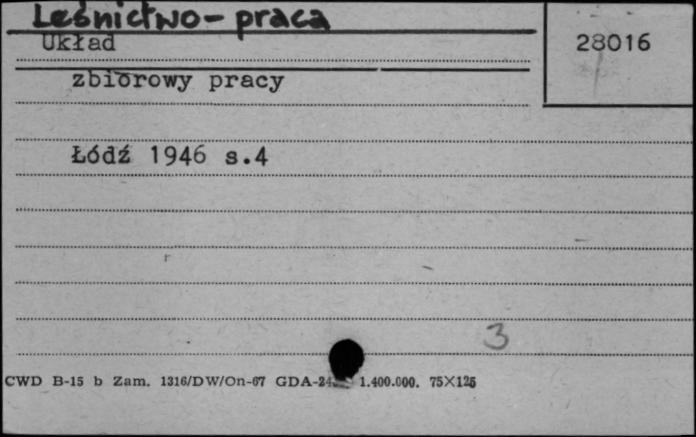 Leśnictwo - praca
Układ
28016
zbiorowy pracy
Łódź 1946 s.4
3
CWD B-15 b Zam. 1316/DW/On-67 GDA-24 1.400.000. 75X125